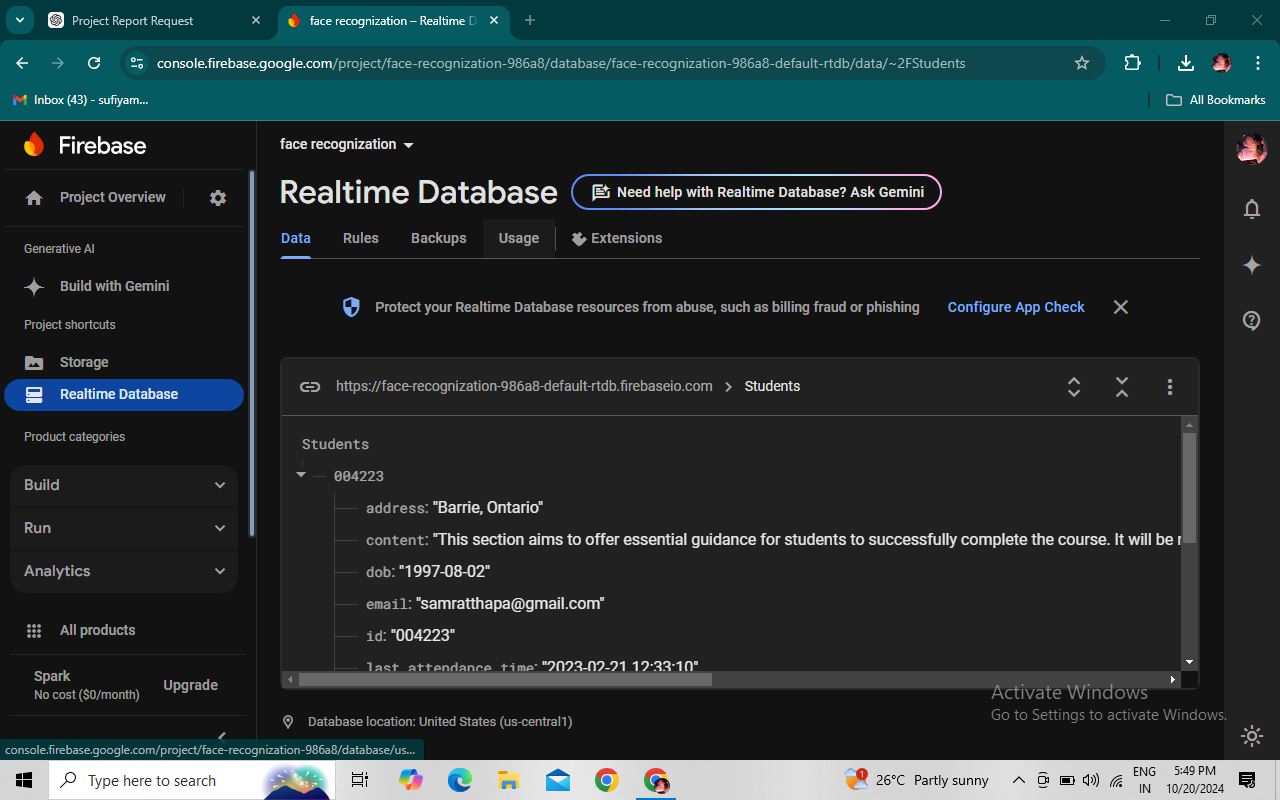 Project Report Request
face recognization – Realtime D
console.firebase.google.com/project/face-recognization-986a8/database/face-recognization-986a8-default-rtdb/data/~2FStudents
Inbox (43) - sufiyam...
All Bookmarks
Firebase
face recognization
Project Overview
Realtime Database
Need help with Realtime Database? Ask Gemini
Data
Rules
Backups
Usage
Extensions
Generative AI
Build with Gemini
Project shortcuts
Storage
Realtime Database
Product categories
Build
Run
Analytics
All products
Spark
No cost ($0/month)
Upgrade
Protect your Realtime Database resources from abuse, such as billing fraud or phishing
Configure App Check
https://face-recognization-986a8-default-rtdb.firebaseio.com > Students
Students
004223
address: "Barrie, Ontario"
content: "This section aims to offer essential guidance for students to successfully complete the course. It will be
dob: "1997-08-02"
email: "samratthapa@gmail.com"
id: "004223"
last_attendance_time: "2023-02-21 12:33:10"
Database location: United States (us-central1)
Activate Windows
Go to Settings to activate Windows.
console.firebase.google.com/project/face-recognization-986a8/database/us...
Type here to search
1
26°C Partly sunny
ENG
IN
5:49 PM
10/20/2024